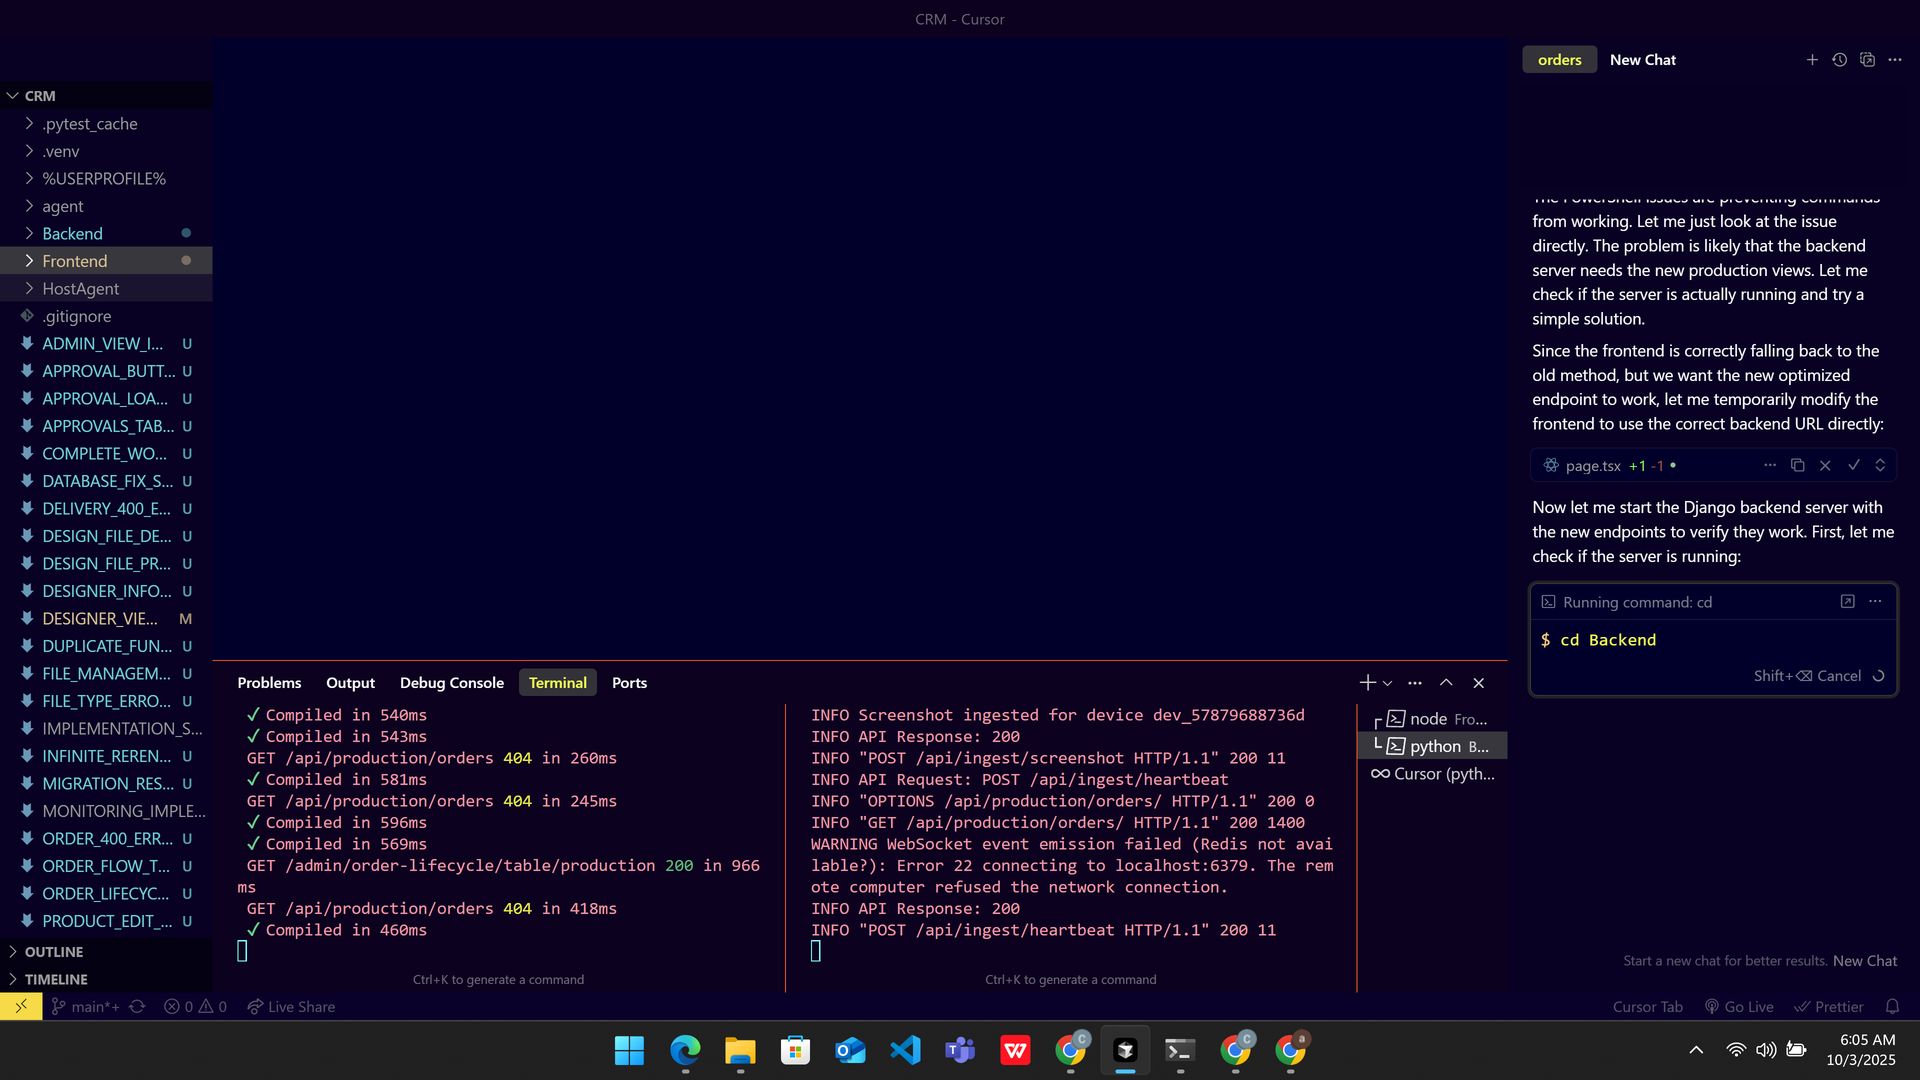 CRM - Cursor
CRM
.pytest_cache
.venv
%USERPROFILE%
agent
Backend
Frontend
HostAgent
.gitignore
ADMIN_VIEW_I... U
APPROVAL_BUTT... U
APPROVAL_LOA... U
APPROVALS_TAB... U
COMPLETE_WO... U
DATABASE_FIX_S... U
DELIVERY_400_E... U
DESIGN_FILE_DE... U
DESIGN_FILE_PR... U
DESIGNER_INFO... U
DESIGNER_VIE... M
DUPLICATE_FUN... U
FILE_MANAGEM... U
FILE_TYPE_ERRO... U
IMPLEMENTATION_S...
INFINITE_REREN... U
MIGRATION_RES... U
MONITORING_IMPLE...
ORDER_400_ERR... U
ORDER_FLOW_T... U
ORDER_LIFECYC... U
PRODUCT_EDIT_... U
OUTLINE
TIMELINE
Problems Output Debug Console Terminal Ports
✓ Compiled in 540ms
✓ Compiled in 543ms
GET /api/production/orders 404 in 260ms
✓ Compiled in 581ms
GET /api/production/orders 404 in 245ms
✓ Compiled in 596ms
✓ Compiled in 569ms
GET /admin/order-lifecycle/table/production 200 in 966
ms
GET /api/production/orders 404 in 418ms
✓ Compiled in 460ms
Ctrl+K to generate a command
INFO Screenshot ingested for device dev_57879688736d
INFO API Response: 200
INFO "POST /api/ingest/screenshot HTTP/1.1" 200 11
INFO API Request: POST /api/ingest/heartbeat
INFO "OPTIONS /api/production/orders/ HTTP/1.1" 200 0
INFO "GET /api/production/orders/ HTTP/1.1" 200 1400
WARNING WebSocket event emission failed (Redis not avai
lable?): Error 22 connecting to localhost:6379. The rem
ote computer refused the network connection.
INFO API Response: 200
INFO "POST /api/ingest/heartbeat HTTP/1.1" 200 11
Ctrl+K to generate a command
node Fro...
python B...
Cursor (pyth...
orders New Chat
The PowerShell issues are preventing commands
from working. Let me just look at the issue
directly. The problem is likely that the backend
server needs the new production views. Let me
check if the server is actually running and try a
simple solution.
Since the frontend is correctly falling back to the
old method, but we want the new optimized
endpoint to work, let me temporarily modify the
frontend to use the correct backend URL directly:
page.tsx +1 -1
Now let me start the Django backend server with
the new endpoints to verify they work. First, let me
check if the server is running:
Running command: cd
$ cd Backend
Shift+⌫ Cancel
Start a new chat for better results. New Chat
main*+ 0 0 Live Share
Cursor Tab Go Live Prettier
6:05 AM
10/3/2025